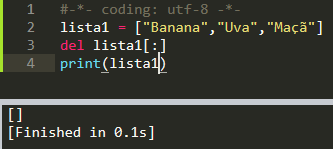 1 #-*- coding: utf-8 -*-
2 lista1 = ["Banana","Uva","Maçã"]
3 del lista1[:]
4 print(lista1)
[]
[Finished in 0.1s]